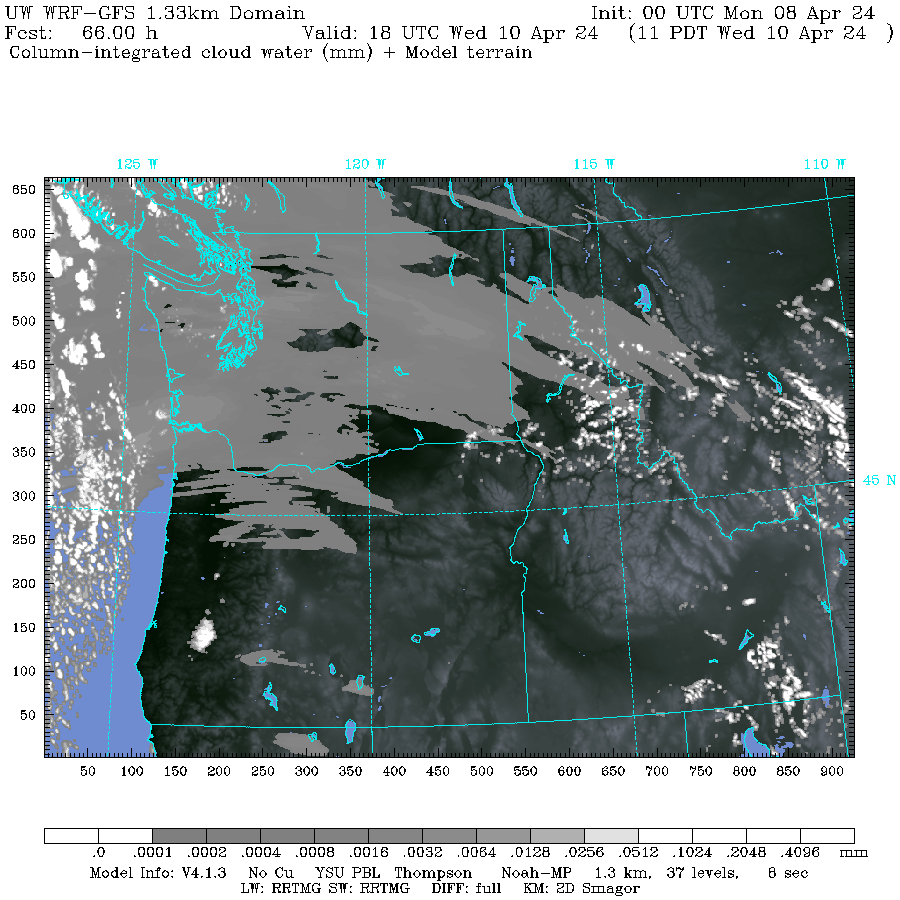 UW WRF-GFS 1.33km Domain Init: 00 UTC Mon 08 Apr 24
Fcst: 66.00 h Valid: 18 UTC Wed 10 Apr 24 (11 PDT Wed 10 Apr 24 )
Column-integrated cloud water (mm) + Model terrain
125 W 120 W 115 W 110 W
650
600
550
500
450
400
350
45 N
300
250
200
150
100
50
50 100 150 200 250 300 350 400 450 500 550 600 650 700 750 800 850 900
.0 .0001 .0002 .0004 .0008 .0016 .0032 .0064 .0128 .0256 .0512 .1024 .2048 .4096 mm
Model Info: V4.1.3 No Cu YSU PBL Thompson Noah-MP 1.3 km, 37 levels, 8 sec
LW: RRTMG SW: RRTMG DIFF: full KM: 2D Smagor